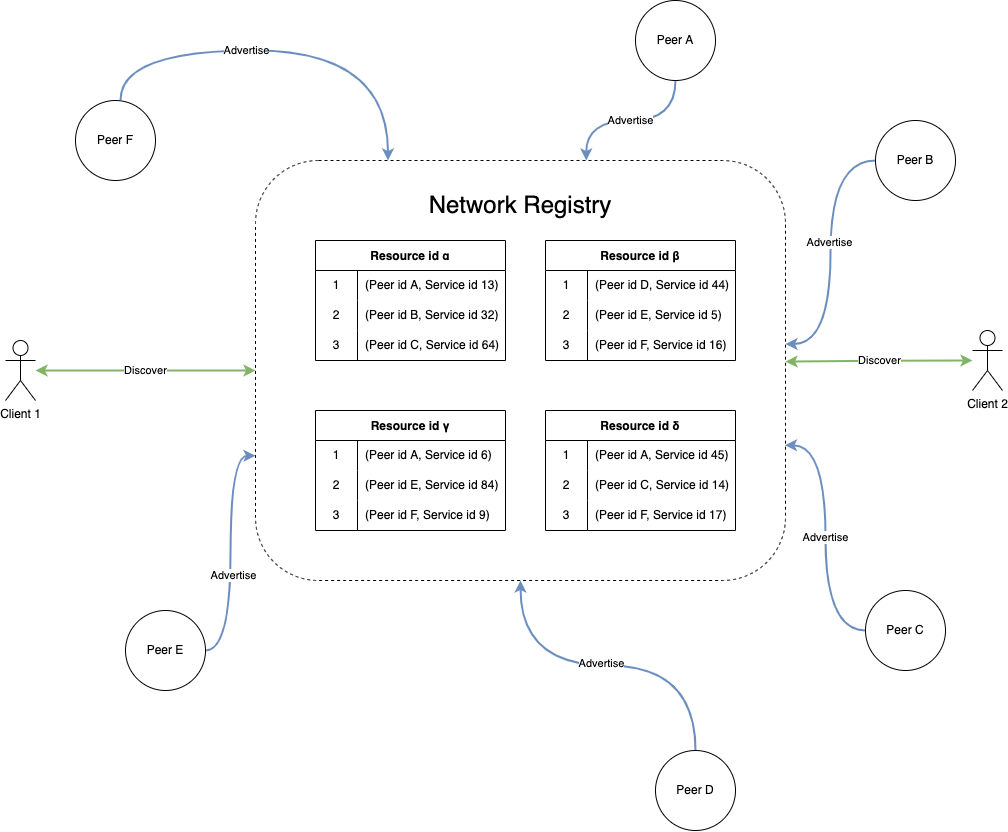 Peer A
Advertise
Peer F
Advertise
Peer B
Advertise
Network Registry
Resource id α
1 (Peer id A, Service id 13)
2 (Peer id B, Service id 32)
3 (Peer id C, Service id 64)
Resource id β
1 (Peer id D, Service id 44)
2 (Peer id E, Service id 5)
3 (Peer id F, Service id 16)
Discover
Client 1
Discover
Client 2
Resource id γ
1 (Peer id A, Service id 6)
2 (Peer id E, Service id 84)
3 (Peer id F, Service id 9)
Resource id δ
1 (Peer id A, Service id 45)
2 (Peer id C, Service id 14)
3 (Peer id F, Service id 17)
Advertise
Peer E
Advertise
Peer C
Advertise
Peer D